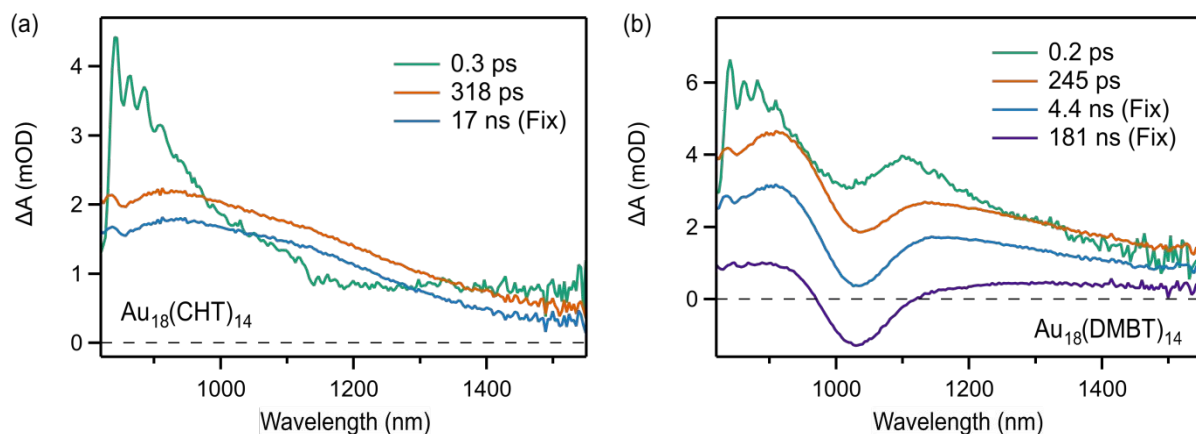 (a)
0.3 ps
318 ps
17 ns (Fix)
4
3
2
1
0
ΔA (mOD)
Au₁₈(CHT)₁₄
1000
1200
1400
Wavelength (nm)
(b)
0.2 ps
245 ps
4.4 ns (Fix)
181 ns (Fix)
6
4
2
0
ΔA (mOD)
Au₁₈(DMBT)₁₄
1000
1200
1400
Wavelength (nm)